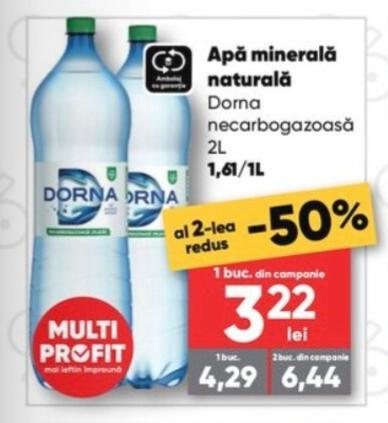 Ambalaj
cu garanție
Apă minerală
naturală
Dorna
necarbogazoasă
2L
1,61/1L
DORNA
DORNA
al 2-lea
redus
-50%
1 buc. din campanie
3 22
lei
1 buc.
4,29
2 buc. din campanie
6,44
MULTI
PROFIT
mai ieftin împreună